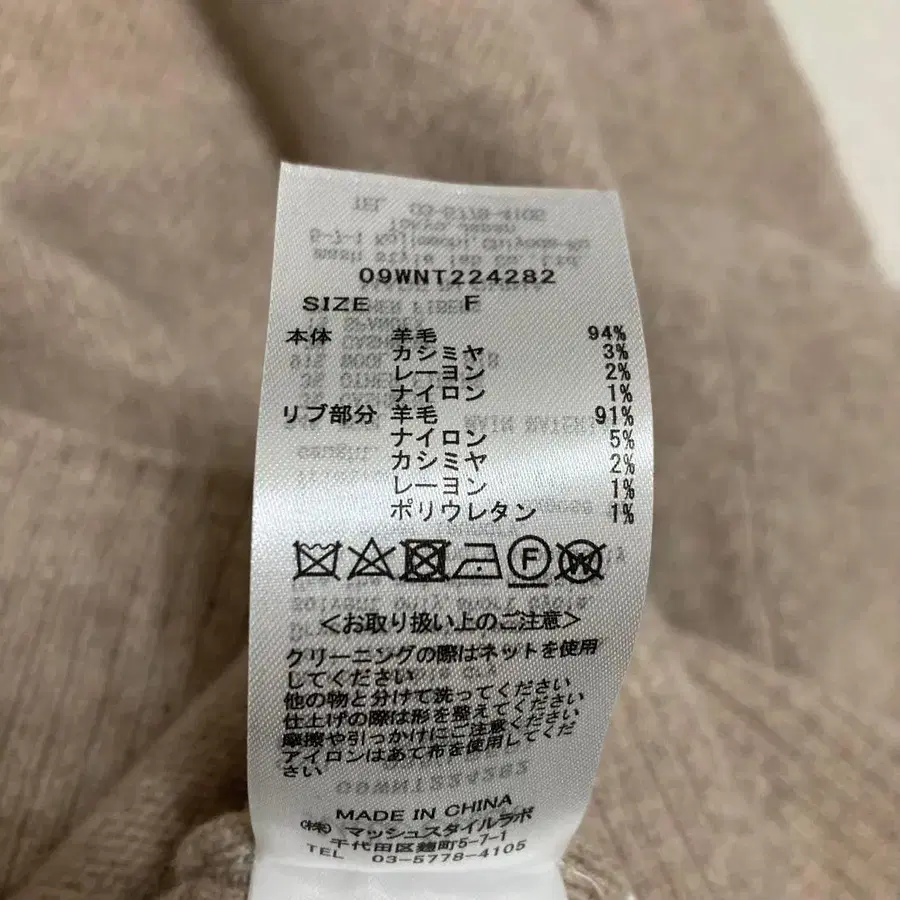 09WNT224282
SIZE F
本体 羊毛 94%
カシミヤ 3%
レーヨン 2%
ナイロン 1%
リブ部分 羊毛 91%
ナイロン 5%
カシミヤ 2%
レーヨン 1%
ポリウレタン 1%
F W
<お取り扱い上のご注意>
クリーニングの際はネットを使用
してください
他の物と分けて洗ってください
仕上げの際は形を整えてください
摩擦や引っかけにご注意ください
アイロンはあて布を使用してくだ
さい
MADE IN CHINA
(株) マッシュスタイルラボ
千代田区麹町5-7-1
TEL 03-5778-4105